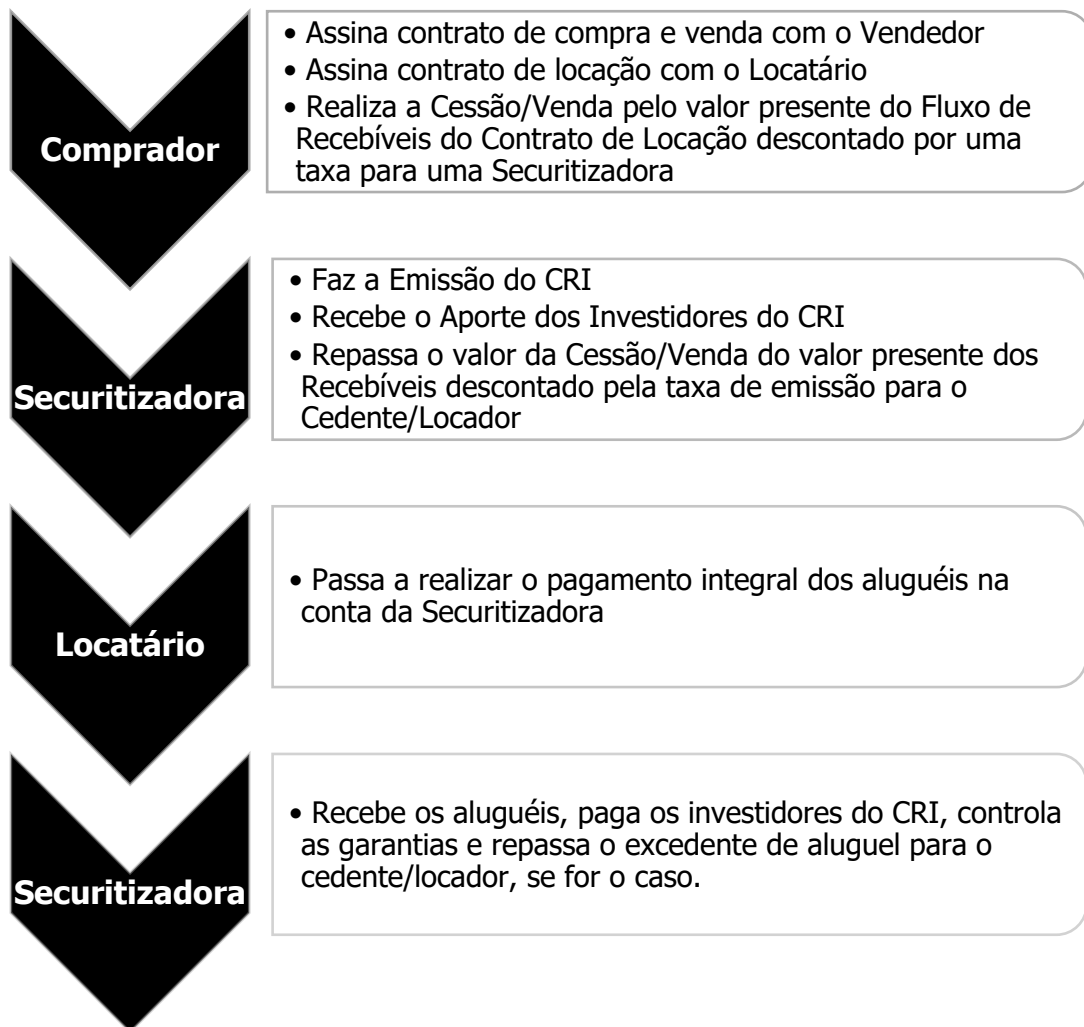 Comprador
• Assina contrato de compra e venda com o Vendedor
• Assina contrato de locação com o Locatário
• Realiza a Cessão/Venda pelo valor presente do Fluxo de
Recebíveis do Contrato de Locação descontado por uma
taxa para uma Securitizadora
Securitizadora
• Faz a Emissão do CRI
• Recebe o Aporte dos Investidores do CRI
• Repassa o valor da Cessão/Venda do valor presente dos
Recebíveis descontado pela taxa de emissão para o
Cedente/Locador
Locatário
• Passa a realizar o pagamento integral dos aluguéis na
conta da Securitizadora
Securitizadora
• Recebe os aluguéis, paga os investidores do CRI, controla
as garantias e repassa o excedente de aluguel para o
cedente/locador, se for o caso.